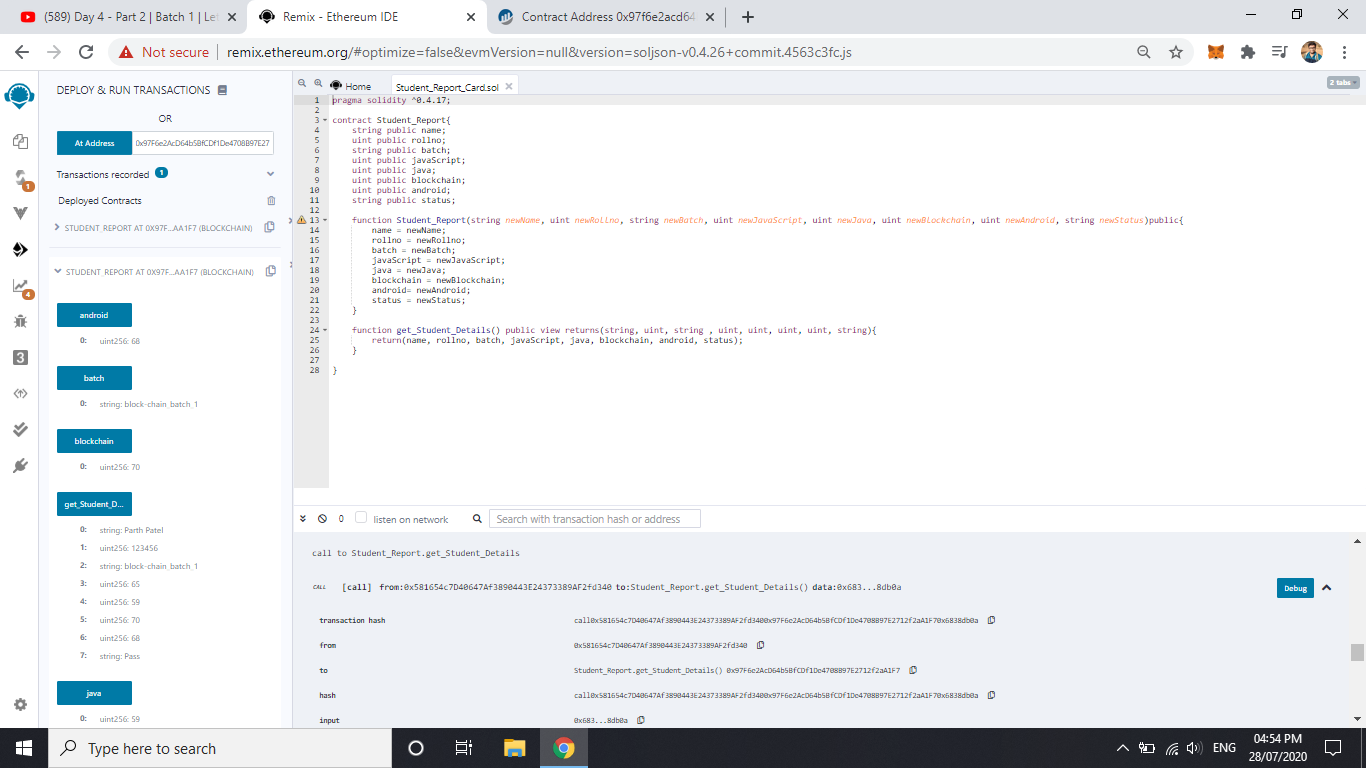 (589) Day 4 - Part 2 | Batch 1 | Let
Remix - Ethereum IDE
Contract Address 0x97f6e2acd64
Not secure
remix.ethereum.org/#optimize=false&evmVersion=null&version=soljson-v0.4.26+commit.4563c3fc.js
DEPLOY & RUN TRANSACTIONS
OR
At Address
0x97F6e2AcD64b5BfCDf1De4708B97E27
Transactions recorded 1
Deployed Contracts
STUDENT_REPORT AT 0X97F...AA1F7 (BLOCKCHAIN)
STUDENT_REPORT AT 0X97F...AA1F7 (BLOCKCHAIN)
android
0: uint256: 68
batch
0: string: block-chain_batch_1
blockchain
0: uint256: 70
get_Student_D...
0: string: Parth Patel
1: uint256: 123456
2: string: block-chain_batch_1
3: uint256: 65
4: uint256: 59
5: uint256: 70
6: uint256: 68
7: string: Pass
java
0: uint256: 59
1
4
3
Home
Student_Report_Card.sol
2 tabs
1 pragma solidity ^0.4.17;
2
3 contract Student_Report{
4 string public name;
5 uint public rollno;
6 string public batch;
7 uint public javaScript;
8 uint public java;
9 uint public blockchain;
10 uint public android;
11 string public status;
12
13 function Student_Report(string newName, uint newRollno, string newBatch, uint newJavaScript, uint newJava, uint newBlockchain, uint newAndroid, string newStatus)public{
14 name = newName;
15 rollno = newRollno;
16 batch = newBatch;
17 javaScript = newJavaScript;
18 java = newJava;
19 blockchain = newBlockchain;
20 android= newAndroid;
21 status = newStatus;
22 }
23
24 function get_Student_Details() public view returns(string, uint, string , uint, uint, uint, uint, string){
25 return(name, rollno, batch, javaScript, java, blockchain, android, status);
26 }
27
28 }
0
listen on network
Search with transaction hash or address
call to Student_Report.get_Student_Details
CALL [call] from:0x581654c7D40647Af3890443E24373389AF2fd340 to:Student_Report.get_Student_Details() data:0x683...8db0a
Debug
transaction hash call0x581654c7D40647Af3890443E24373389AF2fd3400x97F6e2AcD64b5BfCDf1De4708B97E2712f2aA1F70x6838db0a
from 0x581654c7D40647Af3890443E24373389AF2fd340
to Student_Report.get_Student_Details() 0x97F6e2AcD64b5BfCDf1De4708B97E2712f2aA1F7
hash call0x581654c7D40647Af3890443E24373389AF2fd3400x97F6e2AcD64b5BfCDf1De4708B97E2712f2aA1F70x6838db0a
input 0x683...8db0a
Type here to search
ENG
04:54 PM
28/07/2020